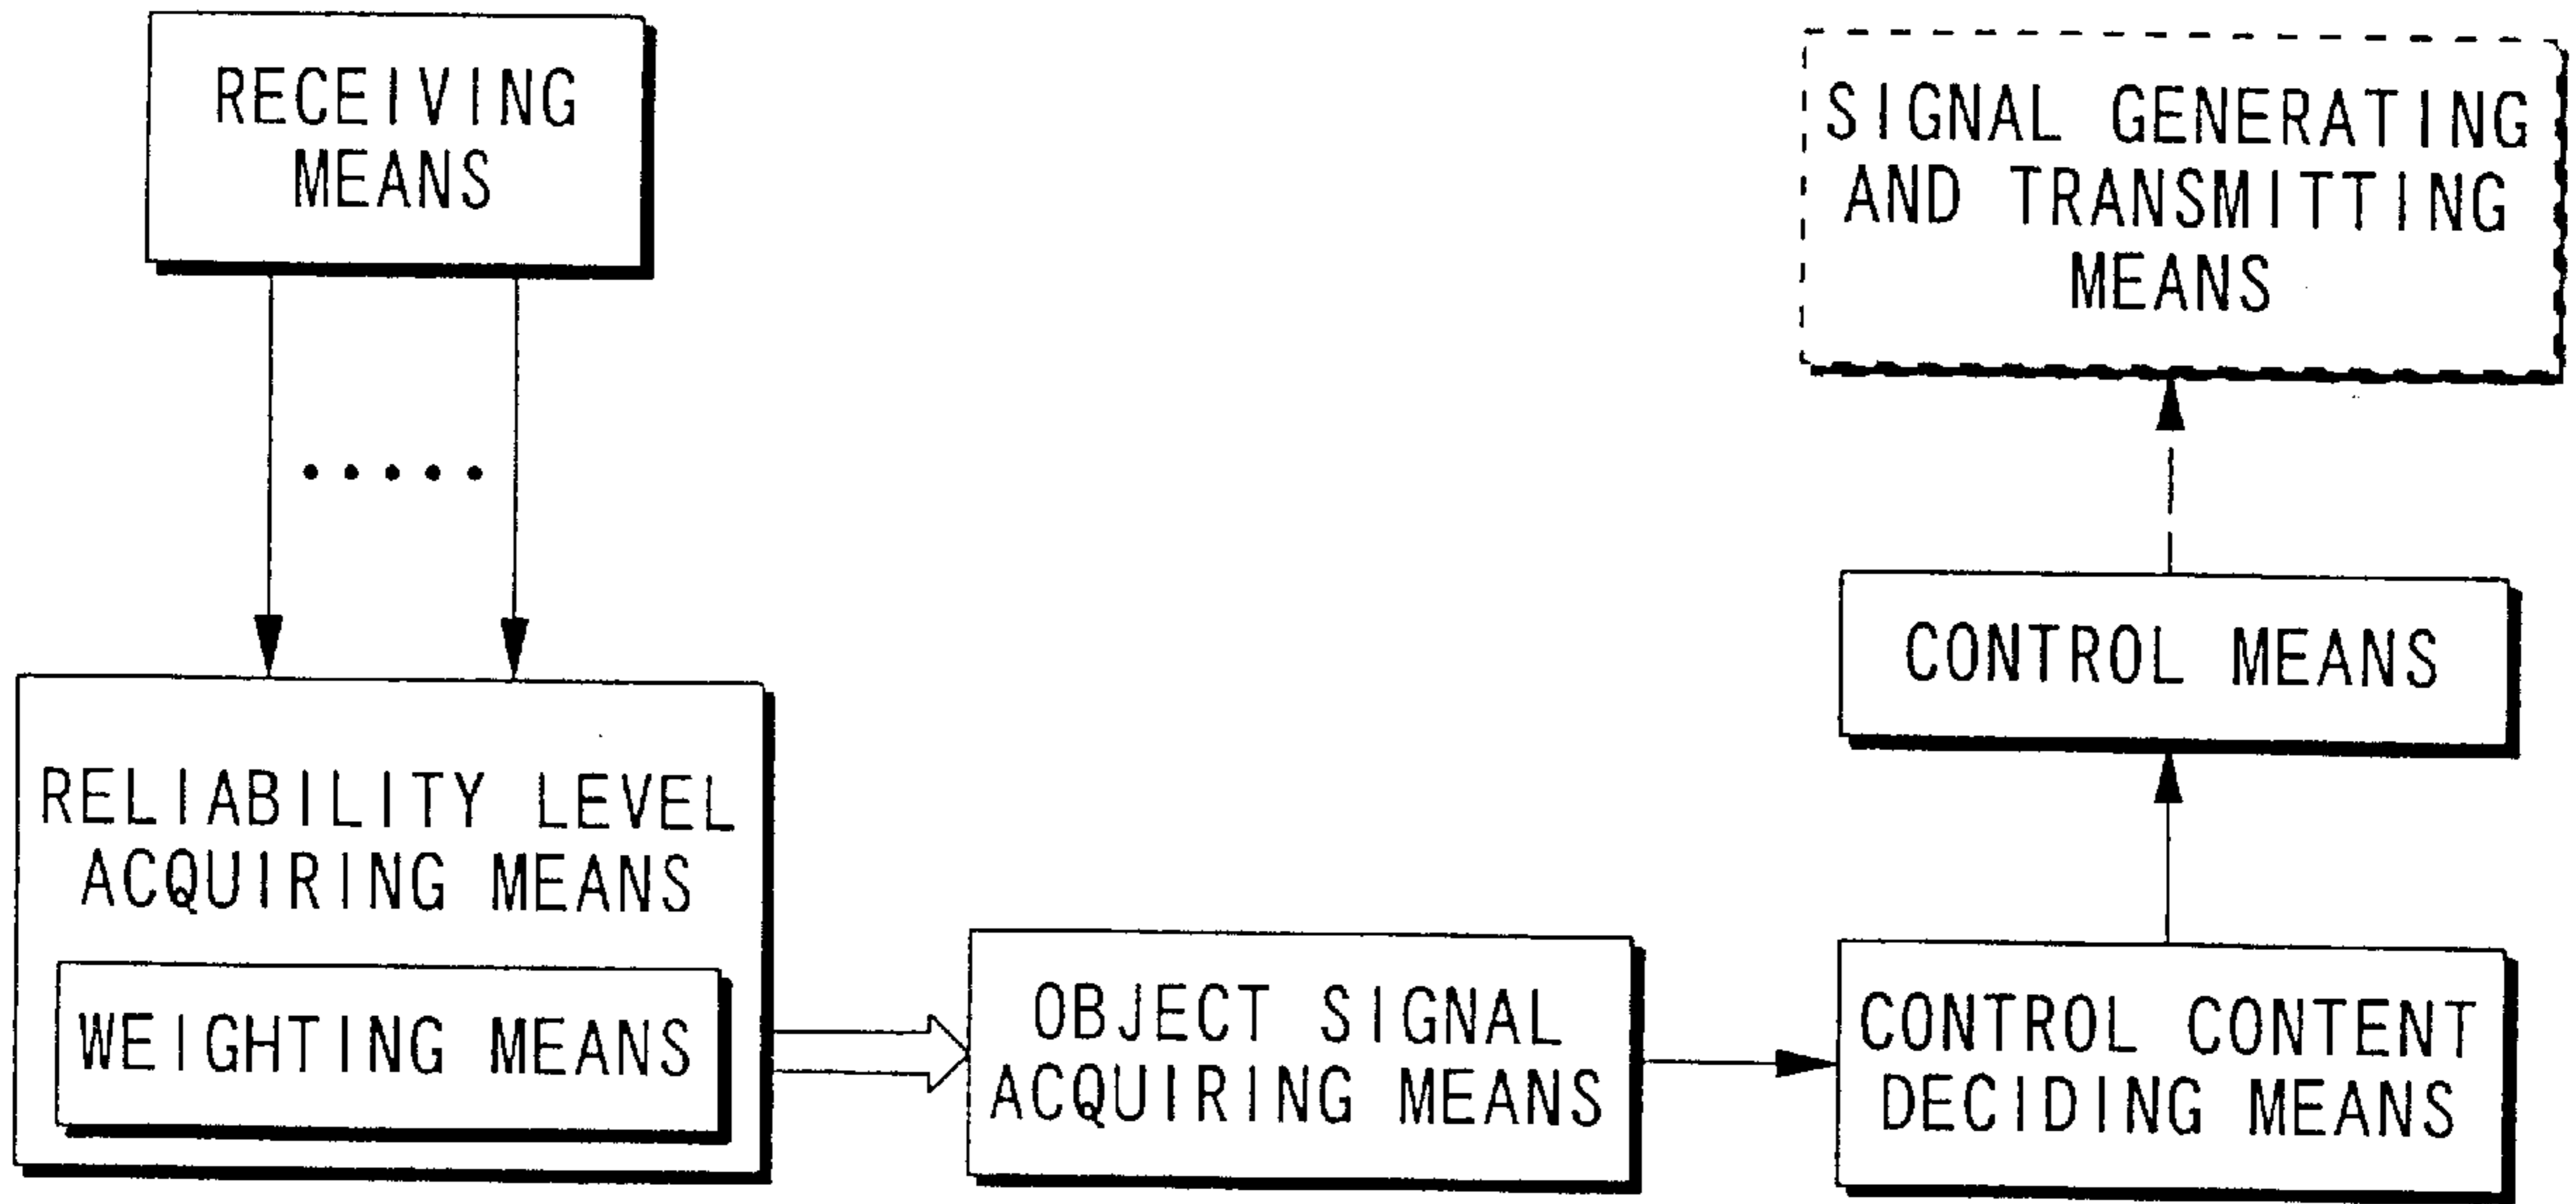 RECEIVING
MEANS
SIGNAL GENERATING
AND TRANSMITTING
MEANS
CONTROL MEANS
RELIABILITY LEVEL
ACQUIRING MEANS
WEIGHTING MEANS
OBJECT SIGNAL
ACQUIRING MEANS
CONTROL CONTENT
DECIDING MEANS